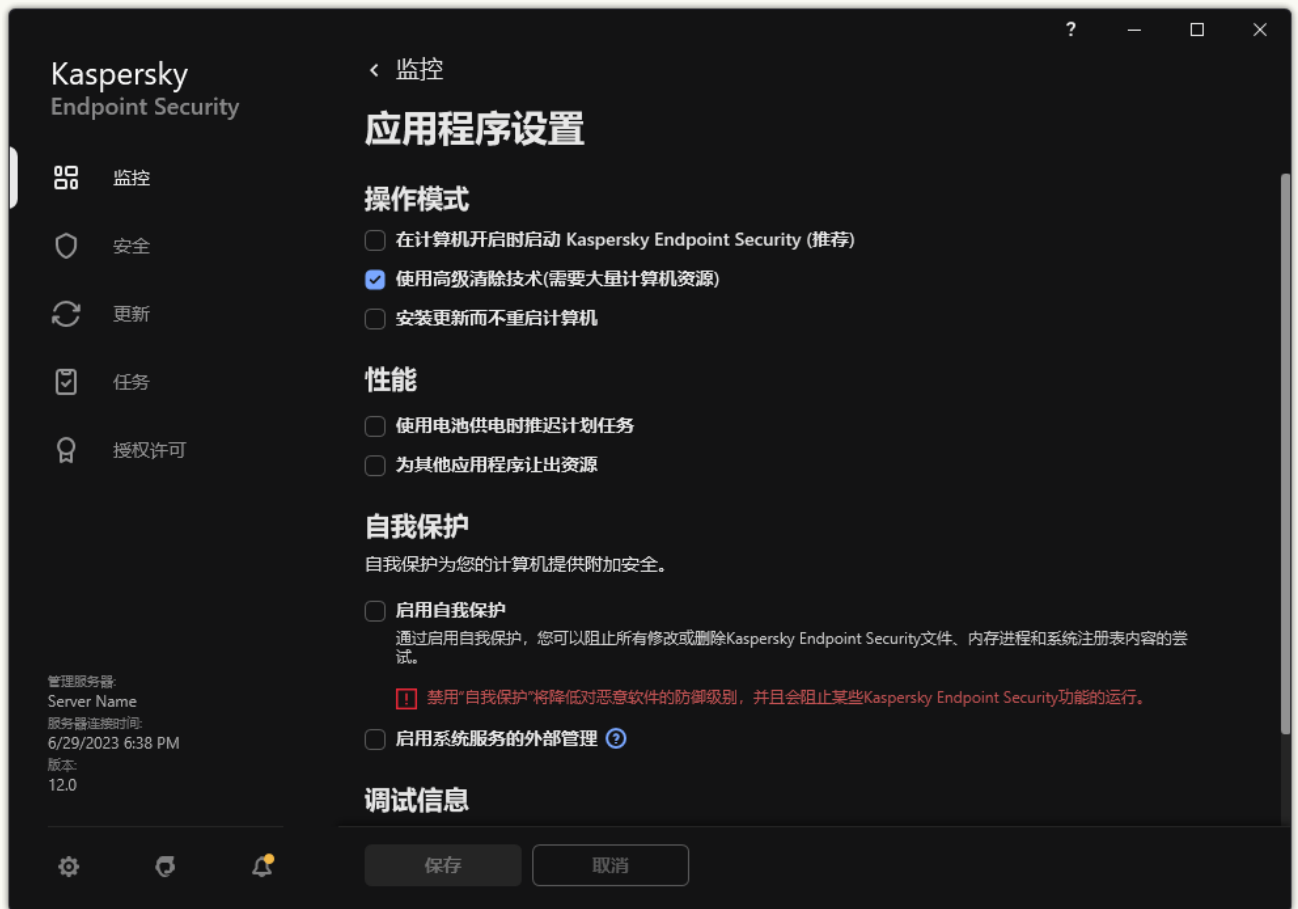 ?
Kaspersky
Endpoint Security
监控
安全
更新
任务
授权许可
管理服务器:
Server Name
服务器连接时间:
6/29/2023 6:38 PM
版本:
12.0
监控
应用程序设置
操作模式
在计算机开启时启动 Kaspersky Endpoint Security (推荐)
使用高级清除技术(需要大量计算机资源)
安装更新而不重启计算机
性能
使用电池供电时推迟计划任务
为其他应用程序让出资源
自我保护
自我保护为您的计算机提供附加安全。
启用自我保护
通过启用自我保护，您可以阻止所有修改或删除Kaspersky Endpoint Security文件、内存进程和系统注册表内容的尝
试。
禁用“自我保护”将降低对恶意软件的防御级别，并且会阻止某些Kaspersky Endpoint Security功能的运行。
启用系统服务的外部管理 ?
调试信息
保存
取消